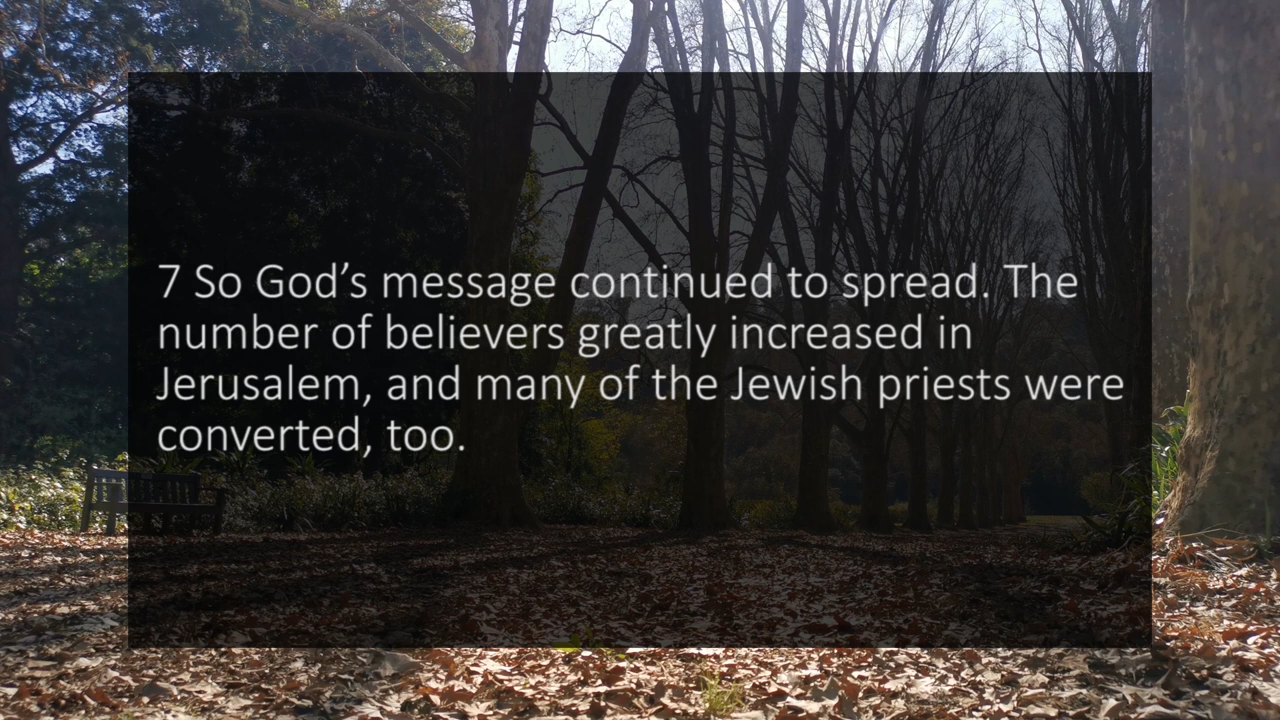 7 So God’s message continued to spread. The
number of believers greatly increased in
Jerusalem, and many of the Jewish priests were
converted, too.